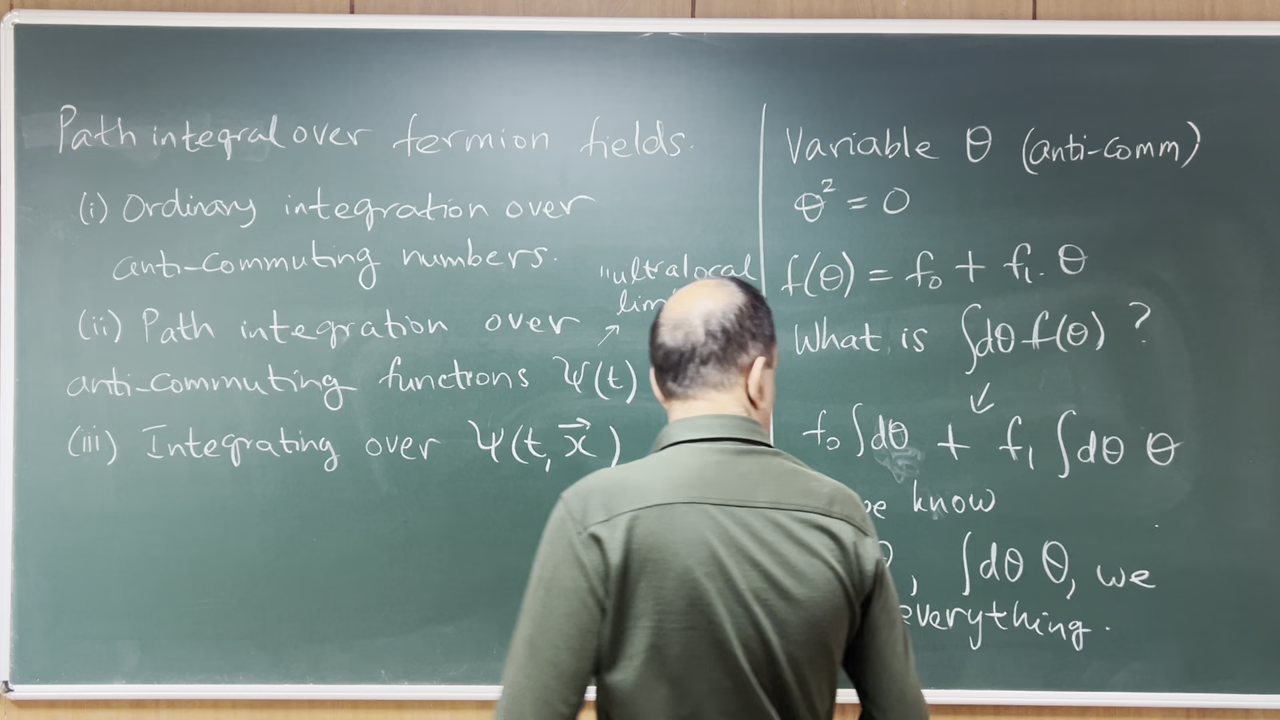 Path integral over fermion fields.
(i) Ordinary integration over
anti-commuting numbers.
"ultralocal
(ii) Path integration over ↗
anti-commuting functions Ψ(t)
(iii) Integrating over Ψ(t, x⃗)
Variable θ (anti-comm)
θ² = 0
f(θ) = f₀ + f₁. θ
What is ∫dθ f(θ) ?
↙
f₀ ∫dθ + f₁ ∫dθ θ
know
, ∫dθ θ, we
everything.